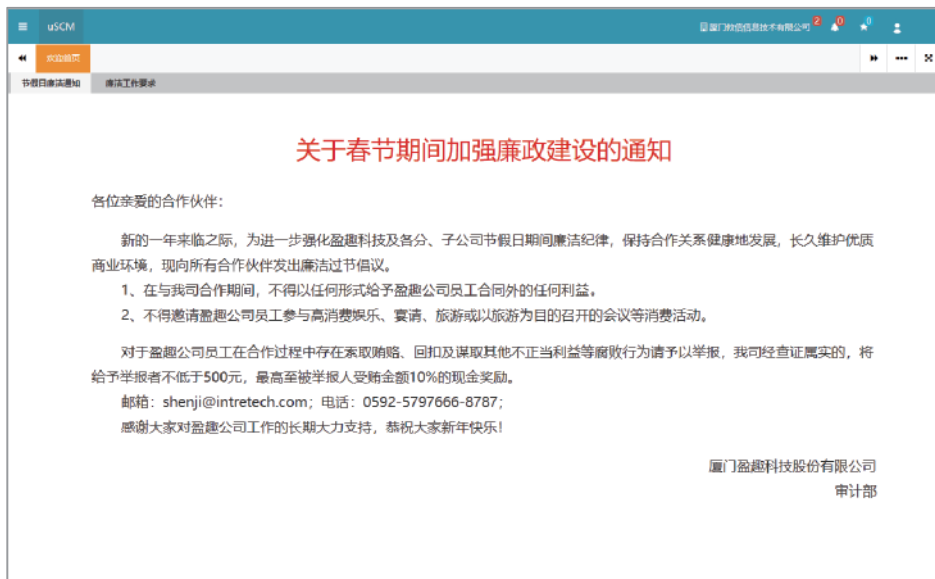 uSCM
2
0
0
欢迎首页
节假日廉洁通知 廉洁工作要求
关于春节期间加强廉政建设的通知
各位亲爱的合作伙伴：
新的一年来临之际，为进一步强化盈趣科技及各分、子公司节假日期间廉洁纪律，保持合作关系健康地发展，长久维护优质
商业环境，现向所有合作伙伴发出廉洁过节倡议。
1、在与我司合作期间，不得以任何形式给予盈趣公司员工合同外的任何利益。
2、不得邀请盈趣公司员工参与高消费娱乐、宴请、旅游或以旅游为目的召开的会议等消费活动。
对于盈趣公司员工在合作过程中存在索取贿赂、回扣及谋取其他不正当利益等腐败行为请予以举报，我司经查证属实的，将
给予举报者不低于500元，最高至被举报人受贿金额10%的现金奖励。
邮箱：shenji@intretech.com；电话：0592-5797666-8787；
感谢大家对盈趣公司工作的长期大力支持，恭祝大家新年快乐！
厦门盈趣科技股份有限公司
审计部